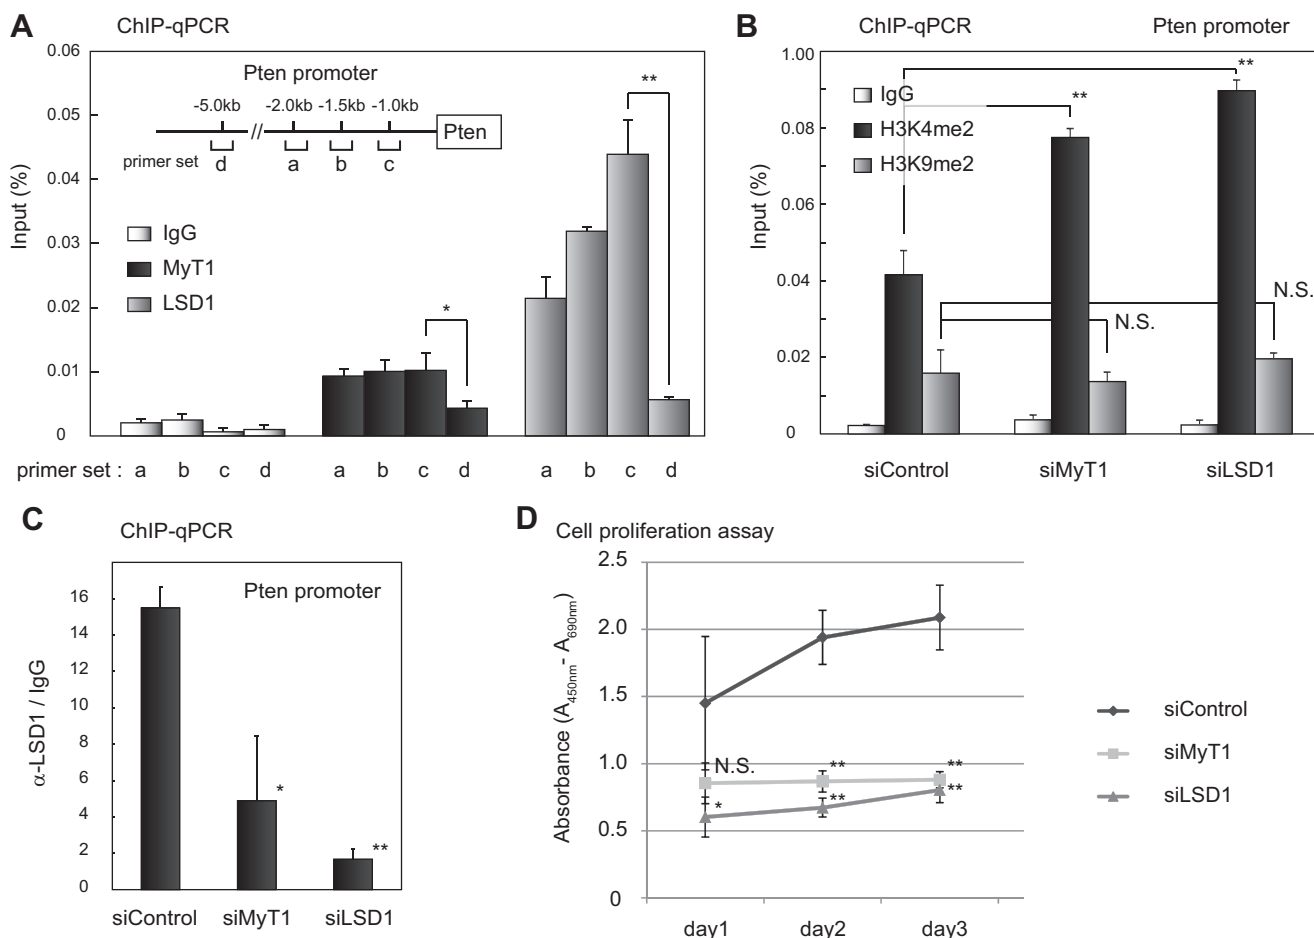 A
ChIP-qPCR
0.06
0.05
0.04
0.03
0.02
0.01
0
Input (%)
Pten promoter
-5.0kb
-2.0kb
-1.5kb
-1.0kb
//
Pten
primer set
d
a
b
c
IgG
MyT1
LSD1
*
**
primer set :
a b c d
a b c d
a b c d
B
ChIP-qPCR
Pten promoter
1.00
0.08
0.06
0.04
0.02
0
Input (%)
IgG
H3K4me2
H3K9me2
**
**
N.S.
N.S.
siControl
siMyT1
siLSD1
C
ChIP-qPCR
Pten promoter
16
14
12
10
8
6
4
2
0
α-LSD1 / IgG
*
**
siControl
siMyT1
siLSD1
D
Cell proliferation assay
2.5
2.0
1.5
1.0
0.5
0
Absorbance (A450nm- A690nm)
N.S.
**
**
*
**
**
day1
day2
day3
siControl
siMyT1
siLSD1